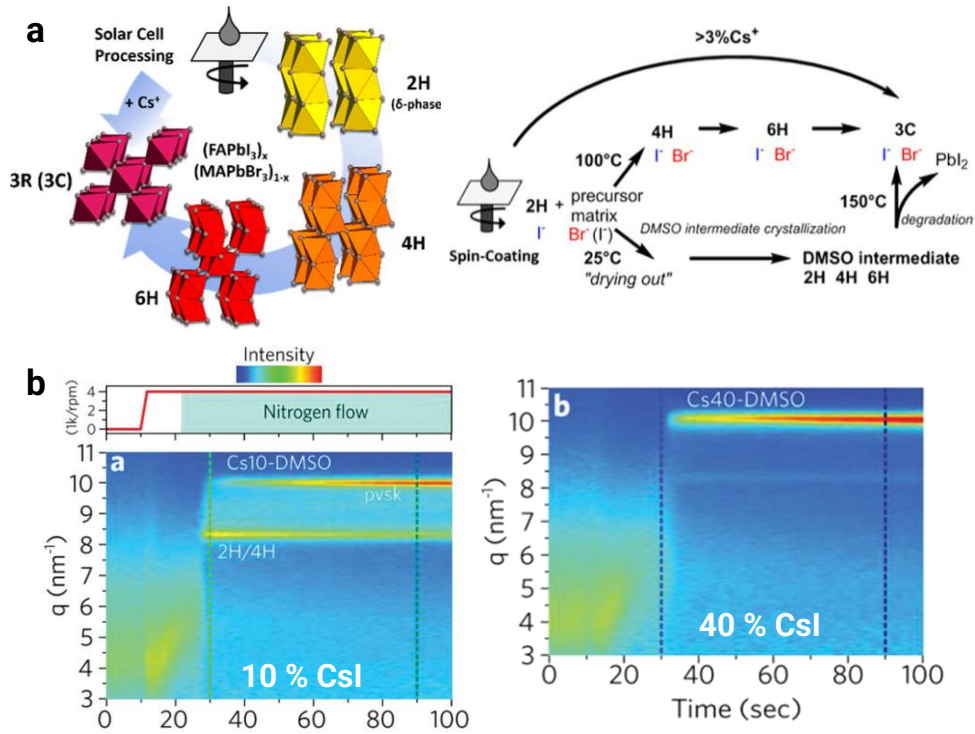 a
Solar Cell
Processing
2H
(δ-phase
+ Cs⁺
(FAPbI₃)ₓ
(MAPbBr₃)₁₋ₓ
3R (3C)
4H
6H
>3%Cs⁺
4H
6H
3C
I⁻ Br⁻
I⁻ Br⁻
I⁻ Br⁻
PbI₂
100°C
150°C
2H + precursor
matrix
I⁻
Br⁻ (I⁻)
DMSO intermediate crystallization
degradation
Spin-Coating
25°C
"drying out"
DMSO intermediate
2H 4H 6H
b
Intensity
(1k/rpm)
4
2
0
Nitrogen flow
a
Cs10-DMSO
pvsk
2H/4H
10 % CsI
q (nm⁻¹)
11
10
9
8
7
6
5
4
3
0 20 40 60 80 100
b
Cs40-DMSO
40 % CsI
q (nm⁻¹)
11
10
9
8
7
6
5
4
3
0 20 40 60 80 100
Time (sec)